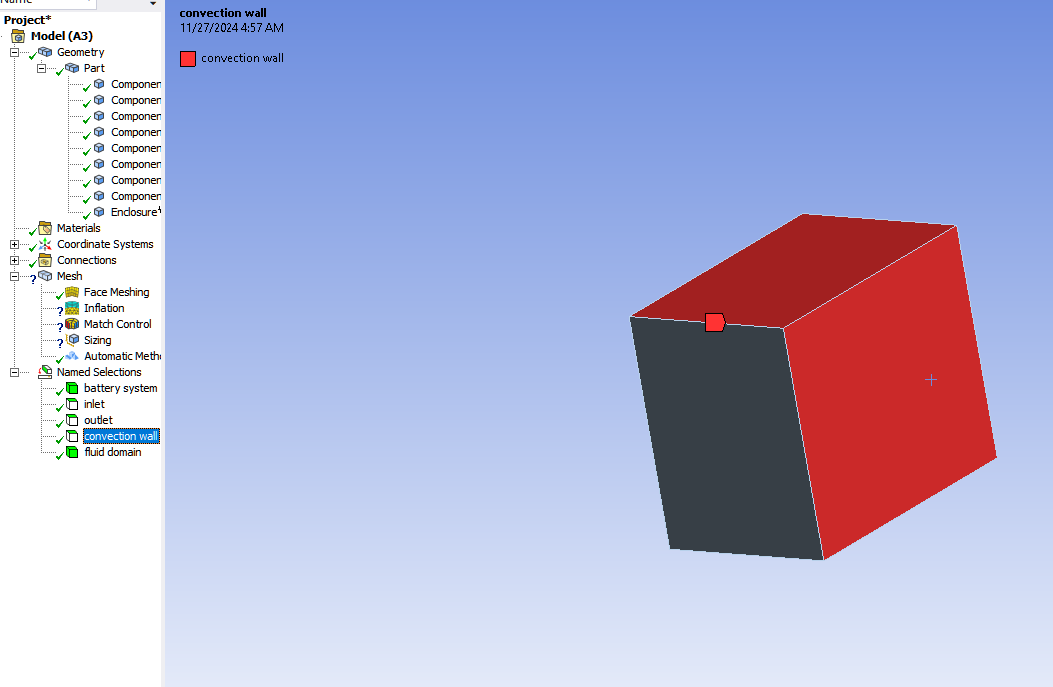 Name
Project*
Model (A3)
Geometry
Part
Componen
Componen
Componen
Componen
Componen
Componen
Componen
Componen
Enclosure
Materials
Coordinate Systems
Connections
Mesh
Face Meshing
Inflation
Match Control
Sizing
Automatic Metho
Named Selections
battery system
inlet
outlet
convection wall
fluid domain
convection wall
11/27/2024 4:57 AM
convection wall